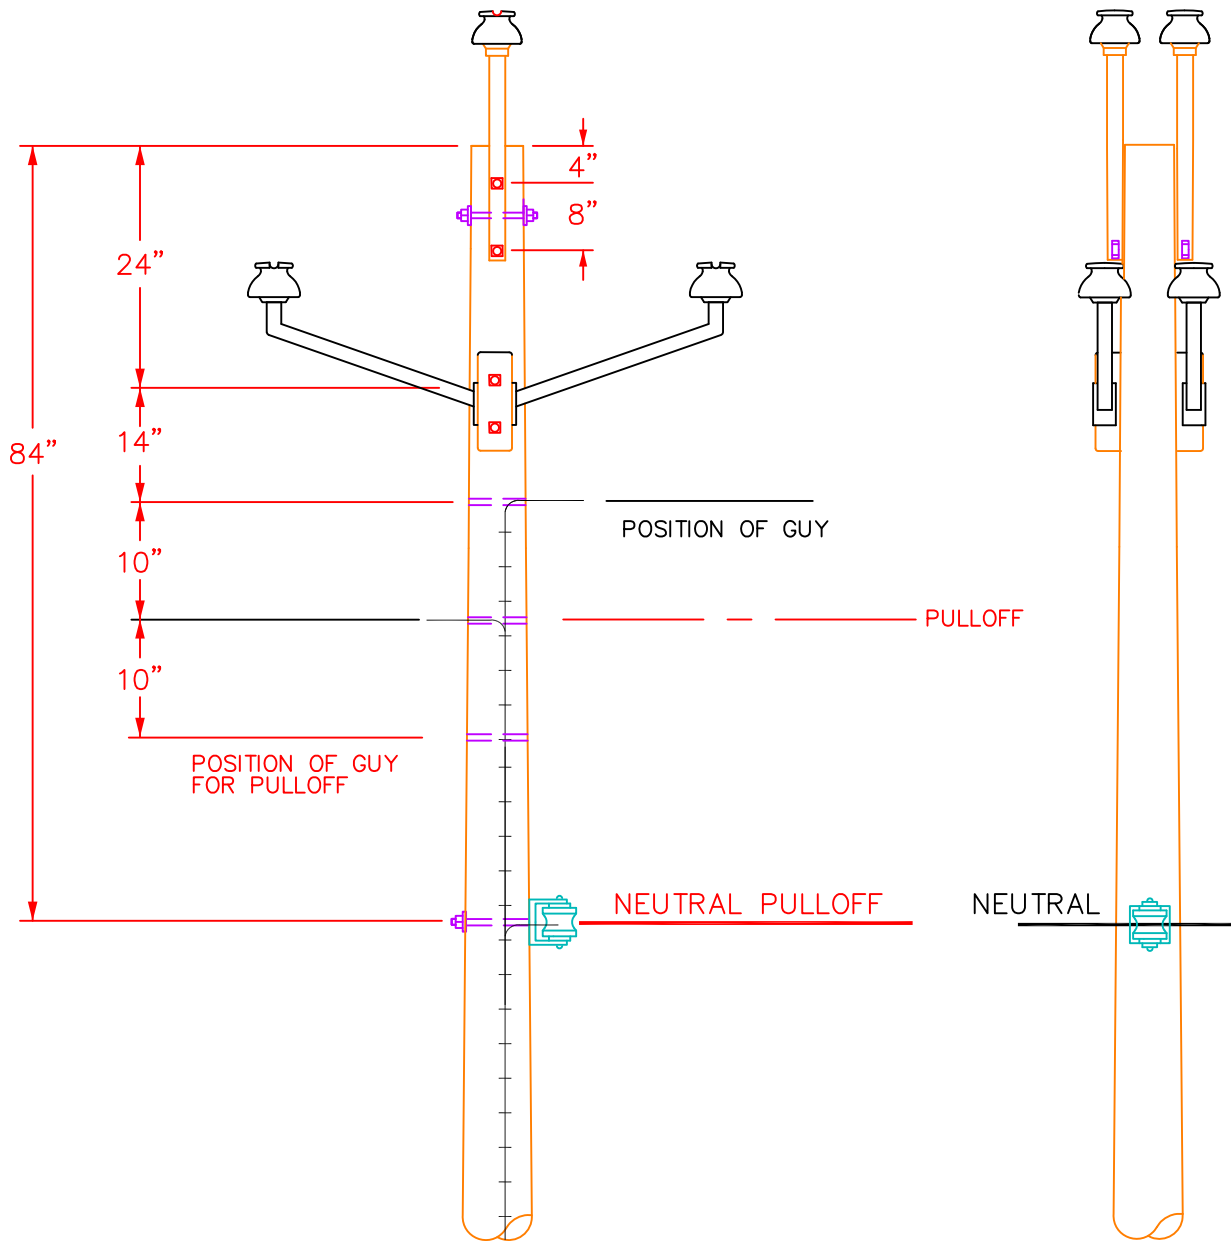 4”
8”
24”
84”
14”
POSITION OF GUY
10”
PULLOFF
10”
POSITION OF GUY
FOR PULLOFF
NEUTRAL PULLOFF
NEUTRAL